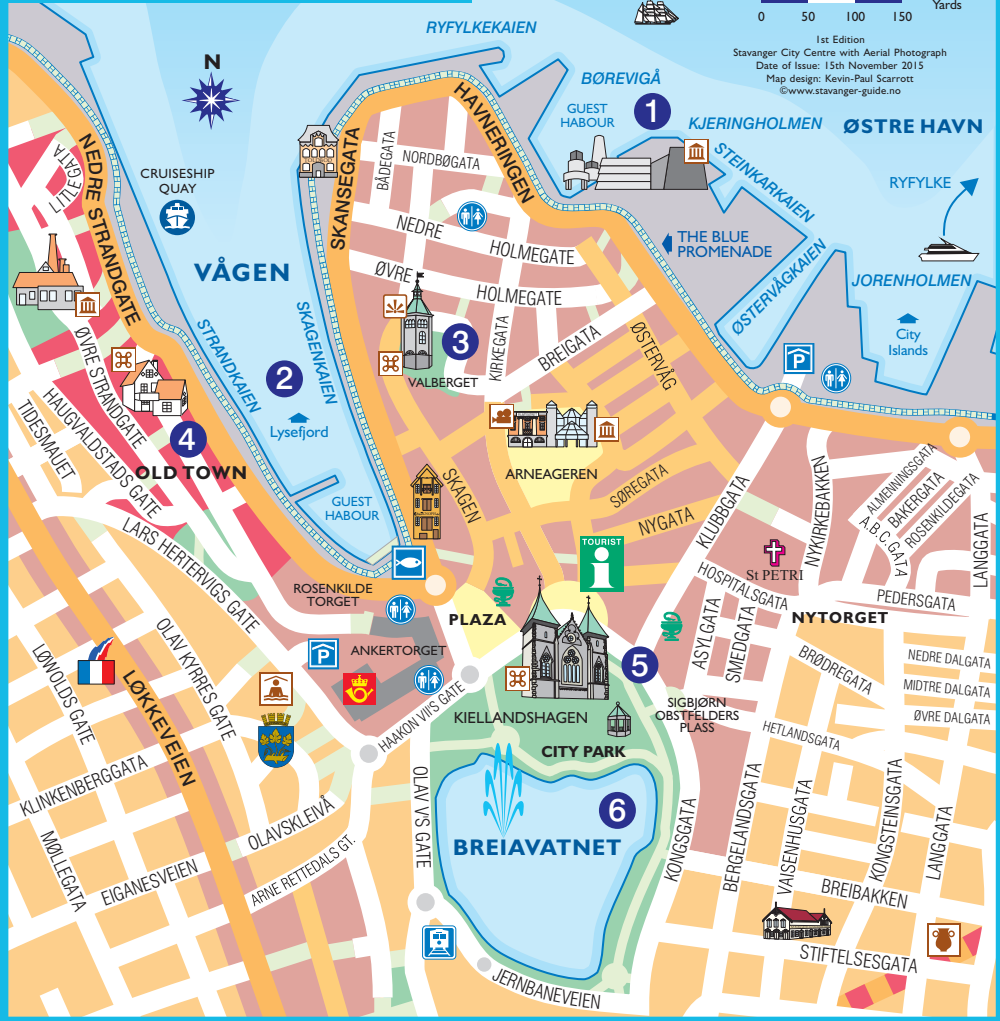 RYFYLKEKAIEN
Yards
0 50 100 150
1st Edition
Stavanger City Centre with Aerial Photograph
Date of Issue: 15th November 2015
Map design: Kevin-Paul Scarrott
©www.stavanger-guide.no
N
BØREVIGÅ
GUEST
HABOUR
1
KJERINGHOLMEN
ØSTRE HAVN
STEINKARKAIEN
RYFYLKE
THE BLUE
PROMENADE
ØSTERVÅGKAIEN
JORENHOLMEN
City
Islands
HAVNERINGEN
SKANSEGATA
BÅDEGATA
NORDBØGATA
NEDRE
HOLMEGATE
ØVRE
HOLMEGATE
KIRKEGATA
BREIGATA
ØSTERVÅG
3
VALBERGET
LITLEGATA
NEDRE STRANDGATE
CRUISESHIP
QUAY
VÅGEN
STRANDKAIEN
SKAGENKAIEN
2
Lysefjord
GUEST
HABOUR
ØVRE STRANDGATE
HAUGVALDSTADS GATE
TIDESMAUET
4
OLD TOWN
LARS HERTERVIGS GATE
SKAGEN
ARNEAGEREN
SØREGATA
NYGATA
TOURIST
i
P
KLUBBGATA
NYKIRKEBAKKEN
ALMENNINGSGATA
BAKERGATA
A.B.C.GATA
ROSENKILDEGATA
LANGGATA
St PETRI
HOSPITALSGATA
PEDERSGATA
NYTORGET
ASYLGATA
SMEDGATA
BRØDREGATA
NEDRE DALGATA
MIDTRE DALGATA
ØVRE DALGATA
HETLANDSGATA
SIGBJØRN
OBSTFELDERS
PLASS
ROSENKILDE
TORGET
PLAZA
P
ANKERTORGET
HAAKON VII'S GATE
5
KIELLANDSHAGEN
CITY PARK
OLAV KYRRES GATE
LØWOLDS GATE
LØKKEVEIEN
KLINKENBERGGATA
MØLLEGATA
EIGANESVEIEN
OLAVSKLEIVÅ
ARNE RETTEDALS GT.
OLAV V'S GATE
6
BREIAVATNET
KONGSGATA
BERGELANDSGATA
VAISENHUSGATA
KONGSTEINSGATA
LANGGATA
BREIBAKKEN
STIFTELSESGATA
JERNBANEVEIEN